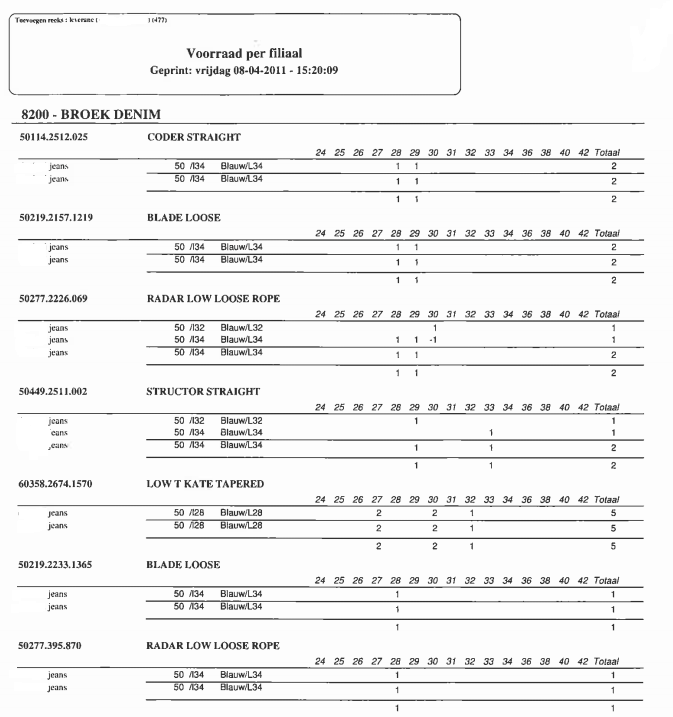 Toevoegen reeks : leveranc ( ) (477)
Voorraad per filiaal
Geprint: vrijdag 08-04-2011 - 15:20:09
8200 - BROEK DENIM
50114.2512.025 CODER STRAIGHT
24 25 26 27 28 29 30 31 32 33 34 36 38 40 42 Totaal
jeans 50 /l34 Blauw/L34 1 1 2
jeans 50 /l34 Blauw/L34 1 1 2
1 1 2
50219.2157.1219 BLADE LOOSE
24 25 26 27 28 29 30 31 32 33 34 36 38 40 42 Totaal
jeans 50 /l34 Blauw/L34 1 1 2
jeans 50 /l34 Blauw/L34 1 1 2
1 1 2
50277.2226.069 RADAR LOW LOOSE ROPE
24 25 26 27 28 29 30 31 32 33 34 36 38 40 42 Totaal
jeans 50 /l32 Blauw/L32 1 1
jeans 50 /l34 Blauw/L34 1 1 -1 1
jeans 50 /l34 Blauw/L34 1 1 2
1 1 2
50449.2511.002 STRUCTOR STRAIGHT
24 25 26 27 28 29 30 31 32 33 34 36 38 40 42 Totaal
jeans 50 /l32 Blauw/L32 1 1
eans 50 /l34 Blauw/L34 1 1
jeans 50 /l34 Blauw/L34 1 1 2
1 1 2
60358.2674.1570 LOW T KATE TAPERED
24 25 26 27 28 29 30 31 32 33 34 36 38 40 42 Totaal
jeans 50 /l28 Blauw/L28 2 2 1 5
jeans 50 /l28 Blauw/L28 2 2 1 5
2 2 1 5
50219.2233.1365 BLADE LOOSE
24 25 26 27 28 29 30 31 32 33 34 36 38 40 42 Totaal
jeans 50 /l34 Blauw/L34 1 1
jeans 50 /l34 Blauw/L34 1 1
1 1
50277.395.870 RADAR LOW LOOSE ROPE
24 25 26 27 28 29 30 31 32 33 34 36 38 40 42 Totaal
jeans 50 /l34 Blauw/L34 1 1
jeans 50 /l34 Blauw/L34 1 1
1 1